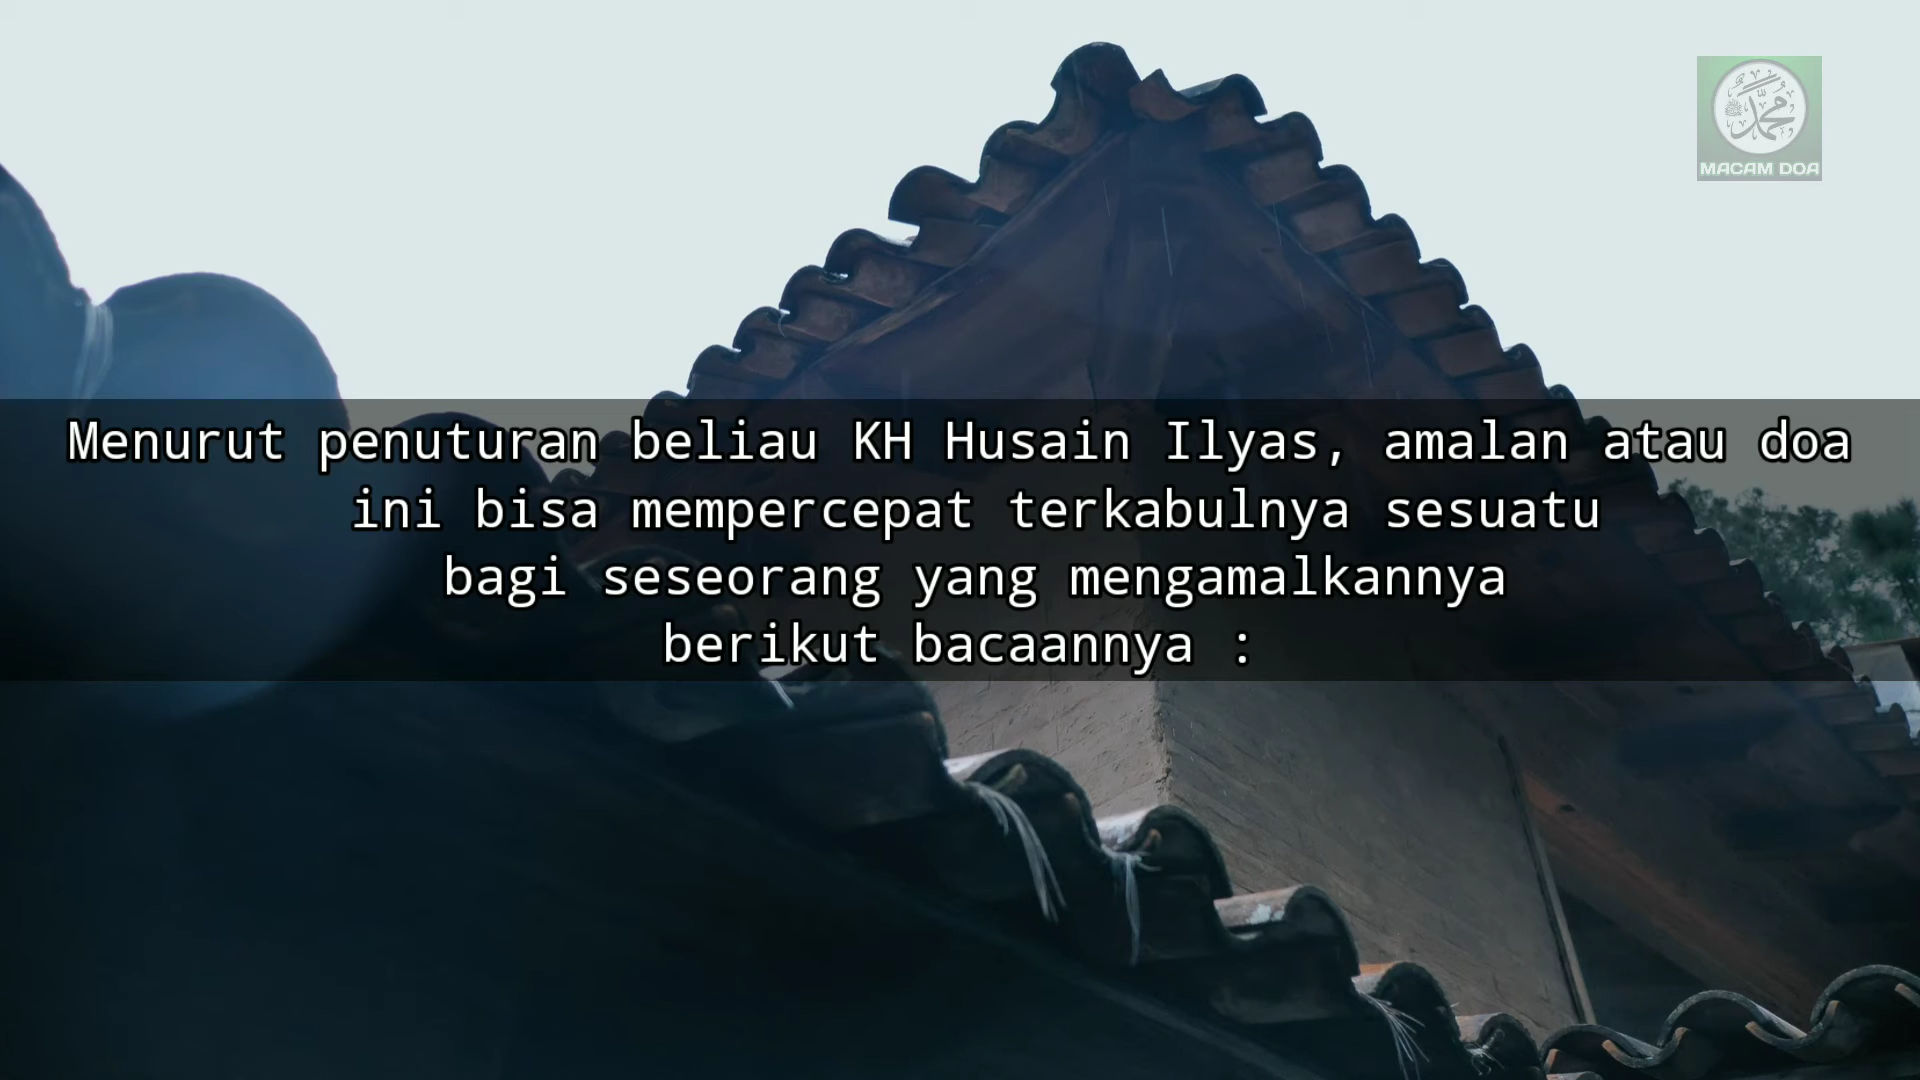 محمد
MACAM DOA
Menurut penuturan beliau KH Husain Ilyas, amalan atau doa
ini bisa mempercepat terkabulnya sesuatu
bagi seseorang yang mengamalkannya
berikut bacaannya :